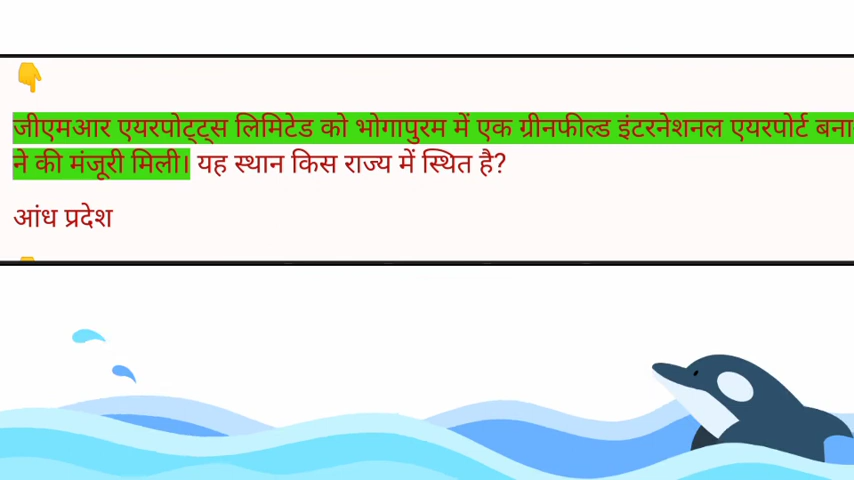 जीएमआर एयरपोट्ट्स लिमिटेड को भोगापुरम में एक ग्रीनफील्ड इंटरनेशनल एयरपोर्ट बना
ने की मंजूरी मिली। यह स्थान किस राज्य में स्थित है?
आंध प्रदेश